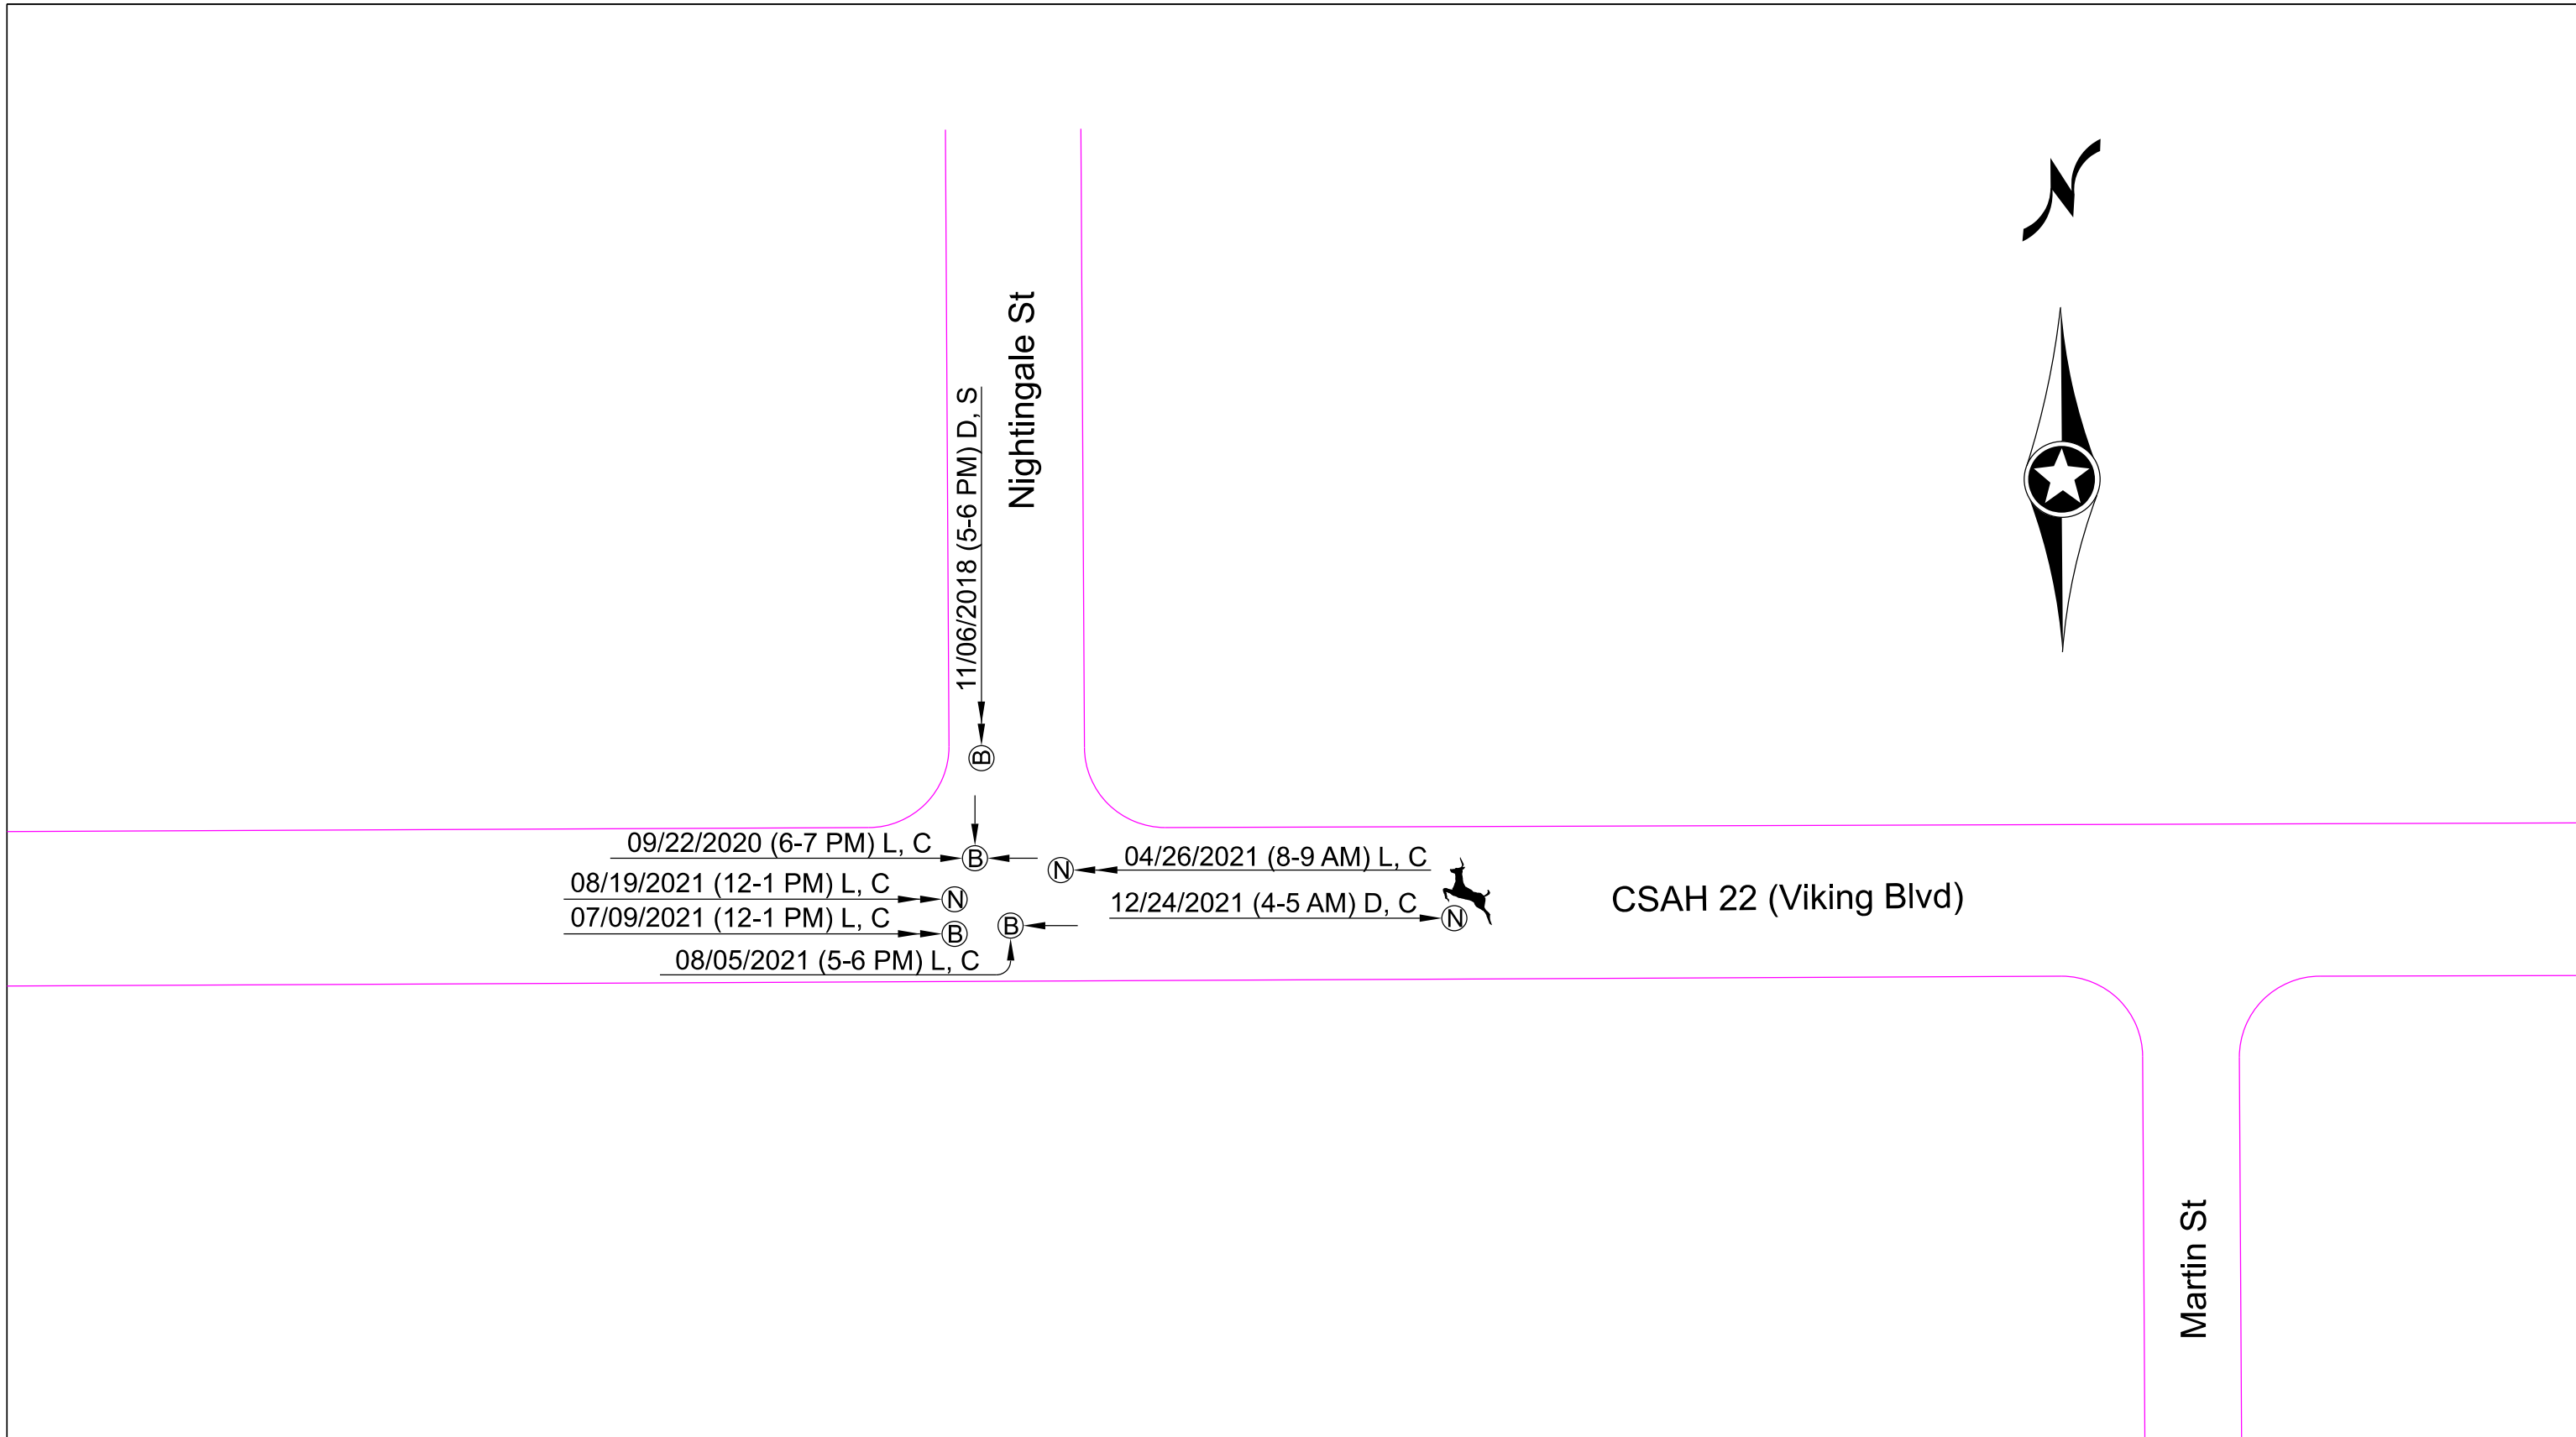 N
Nightingale St
11/06/2018 (5-6 PM) D, S
B
09/22/2020 (6-7 PM) L, C
B
N
04/26/2021 (8-9 AM) L, C
08/19/2021 (12-1 PM) L, C
N
12/24/2021 (4-5 AM) D, C
N
CSAH 22 (Viking Blvd)
07/09/2021 (12-1 PM) L, C
B
B
08/05/2021 (5-6 PM) L, C
Martin St